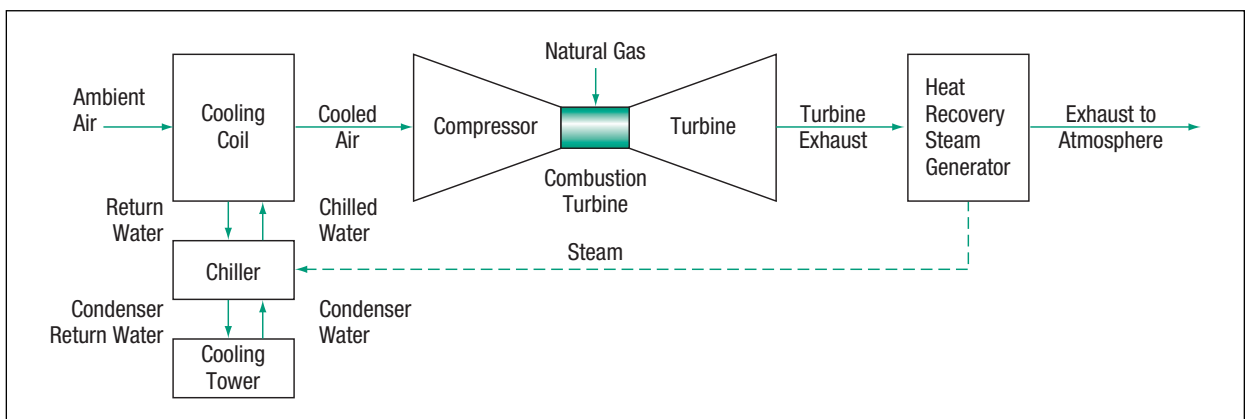 Natural Gas
Ambient
Air
Cooling
Coil
Cooled
Air
Compressor
Turbine
Turbine
Exhaust
Heat
Recovery
Steam
Generator
Exhaust to
Atmosphere
Combustion
Turbine
Return
Water
Chilled
Water
Chiller
Steam
Condenser
Return Water
Condenser
Water
Cooling
Tower